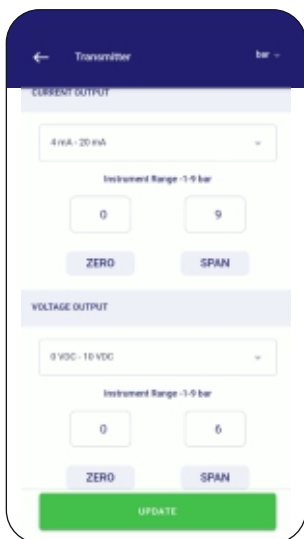 Transmitter bar
CURRENT OUTPUT
4 mA - 20 mA
Instrument Range -1-9 bar
0 9
ZERO SPAN
VOLTAGE OUTPUT
0 VDC - 10 VDC
Instrument Range -1-9 bar
0 6
ZERO SPAN
UPDATE